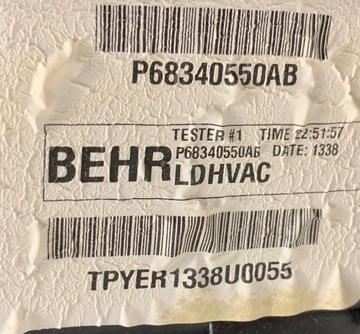 P68340550AB
TESTER #1 TIME 22:51:57
P68340550AB DATE: 1338
BEHR LDHVAC
TPYER1338U0055